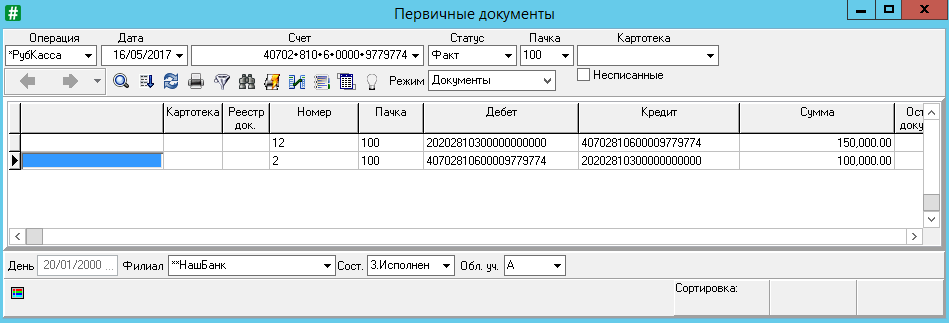 Первичные документы
Операция Дата Счет Статус Пачка Картотека
*РубКасса 16/05/2017 40702•810•6•0000•9779774 Факт 100
Режим Документы Несписанные
Картотека Реестр док. Номер Пачка Дебет Кредит Сумма Ост докум
12 100 20202810300000000000 40702810600009779774 150,000.00
2 100 40702810600009779774 20202810300000000000 100,000.00
День 20/01/2000 ... Филиал **НашБанк Сост. 3.Исполнен Обл. уч. А
Сортировка: